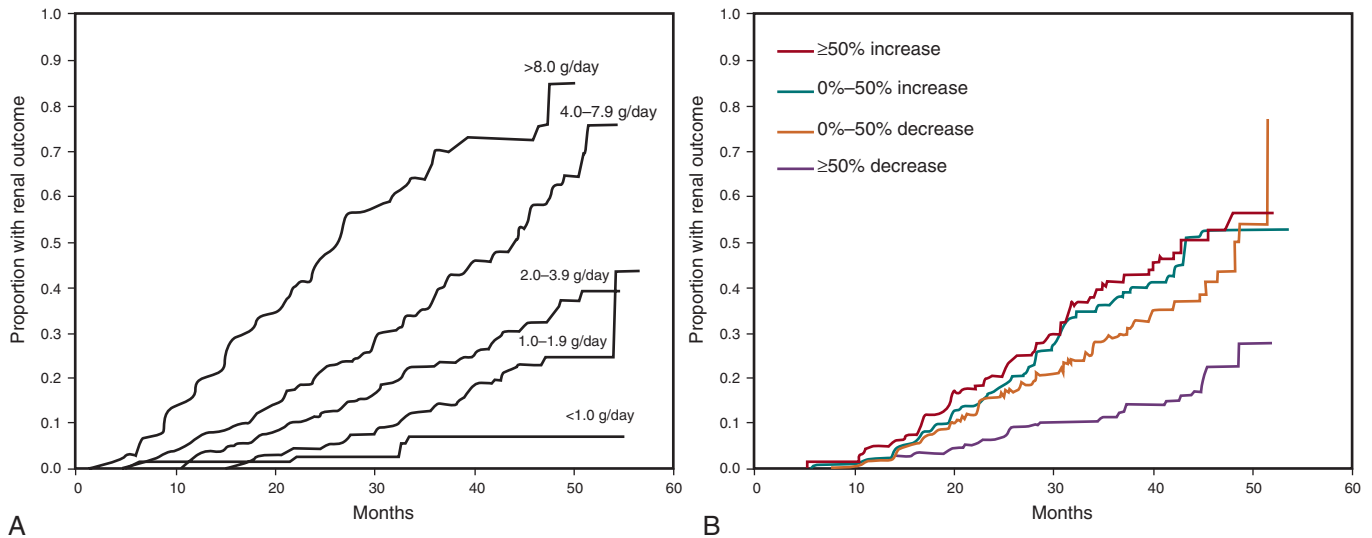 1.0
0.9
0.8
0.7
0.6
0.5
0.4
0.3
0.2
0.1
0.0
Proportion with renal outcome
0 10 20 30 40 50 60
Months
>8.0 g/day
4.0–7.9 g/day
2.0–3.9 g/day
1.0–1.9 g/day
<1.0 g/day
A
1.0
0.9
0.8
0.7
0.6
0.5
0.4
0.3
0.2
0.1
0.0
Proportion with renal outcome
0 10 20 30 40 50 60
Months
≥50% increase
0%–50% increase
0%–50% decrease
≥50% decrease
B